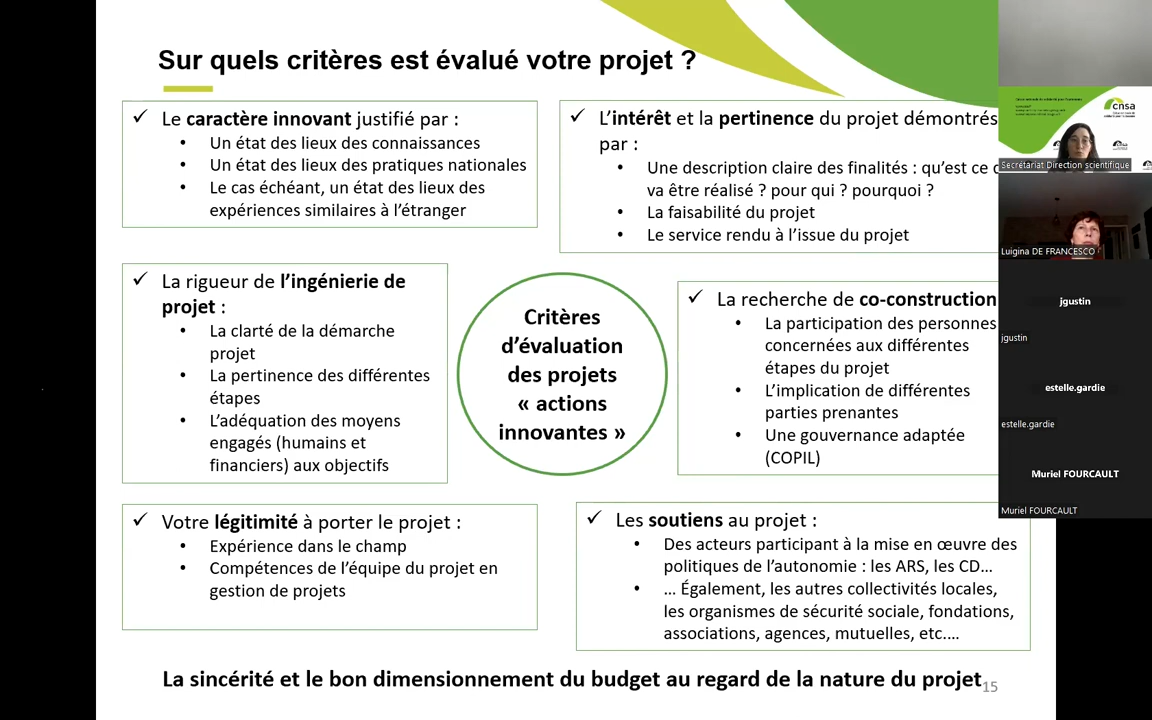 Sur quels critères est évalué votre projet ?
✓ Le caractère innovant justifié par :
• Un état des lieux des connaissances
• Un état des lieux des pratiques nationales
• Le cas échéant, un état des lieux des
expériences similaires à l'étranger
✓ L'intérêt et la pertinence du projet démontrés
par :
• Une description claire des finalités : qu'est ce
va être réalisé ? pour qui ? pourquoi ?
• La faisabilité du projet
• Le service rendu à l'issue du projet
✓ La rigueur de l'ingénierie de
projet :
• La clarté de la démarche
projet
• La pertinence des différentes
étapes
• L'adéquation des moyens
engagés (humains et
financiers) aux objectifs
Critères
d'évaluation
des projets
« actions
innovantes »
✓ La recherche de co-construction
• La participation des personnes
concernées aux différentes
étapes du projet
• L'implication de différentes
parties prenantes
• Une gouvernance adaptée
(COPIL)
✓ Votre légitimité à porter le projet :
• Expérience dans le champ
• Compétences de l'équipe du projet en
gestion de projets
✓ Les soutiens au projet :
• Des acteurs participant à la mise en œuvre des
politiques de l'autonomie : les ARS, les CD…
• … Également, les autres collectivités locales,
les organismes de sécurité sociale, fondations,
associations, agences, mutuelles, etc.…
La sincérité et le bon dimensionnement du budget au regard de la nature du projet
15
cnsa
Secrétariat Direction scientifique
Luigina DE FRANCESCO
jgustin
jgustin
estelle.gardie
estelle.gardie
Muriel FOURCAULT
Muriel FOURCAULT